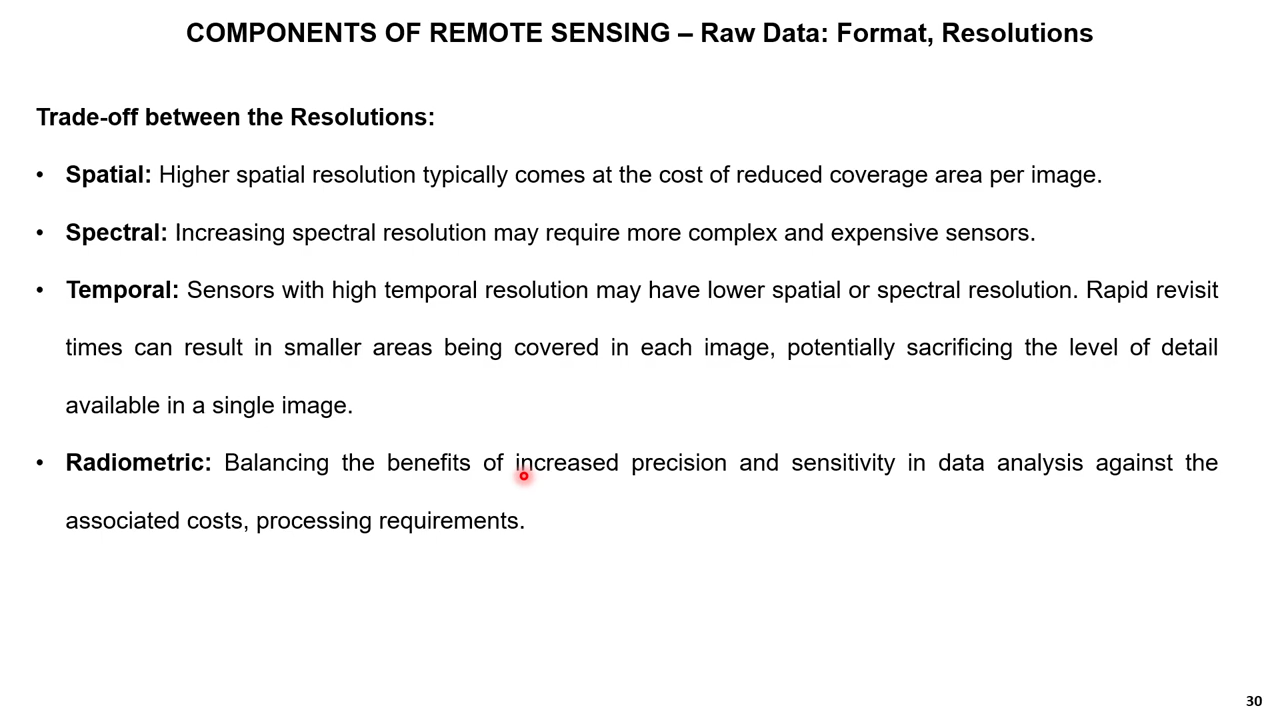 COMPONENTS OF REMOTE SENSING – Raw Data: Format, Resolutions
Trade-off between the Resolutions:
• Spatial: Higher spatial resolution typically comes at the cost of reduced coverage area per image.
• Spectral: Increasing spectral resolution may require more complex and expensive sensors.
• Temporal: Sensors with high temporal resolution may have lower spatial or spectral resolution. Rapid revisit
times can result in smaller areas being covered in each image, potentially sacrificing the level of detail
available in a single image.
• Radiometric: Balancing the benefits of increased precision and sensitivity in data analysis against the
associated costs, processing requirements.
30